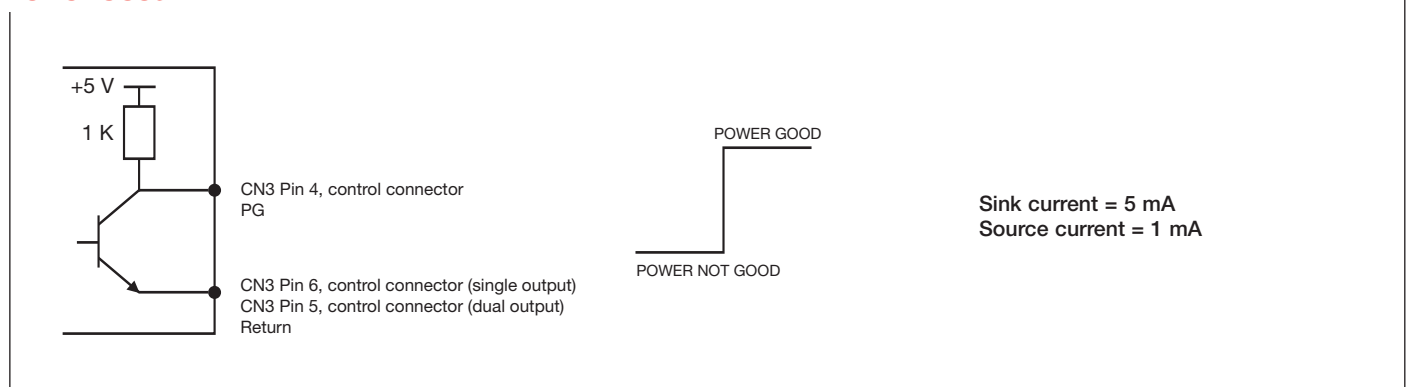 +5 V
1 K
CN3 Pin 4, control connector
PG
CN3 Pin 6, control connector (single output)
CN3 Pin 5, control connector (dual output)
Return
POWER GOOD
POWER NOT GOOD
Sink current = 5 mA
Source current = 1 mA